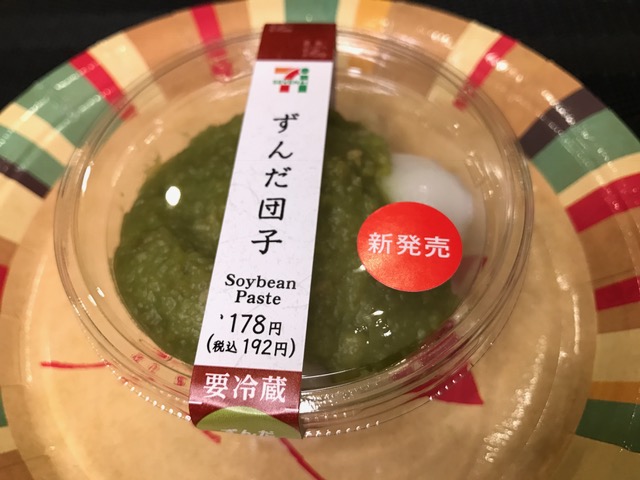 ずんだ団子
Soybean
Paste
178円
(税込 192円)
要冷蔵
新発売